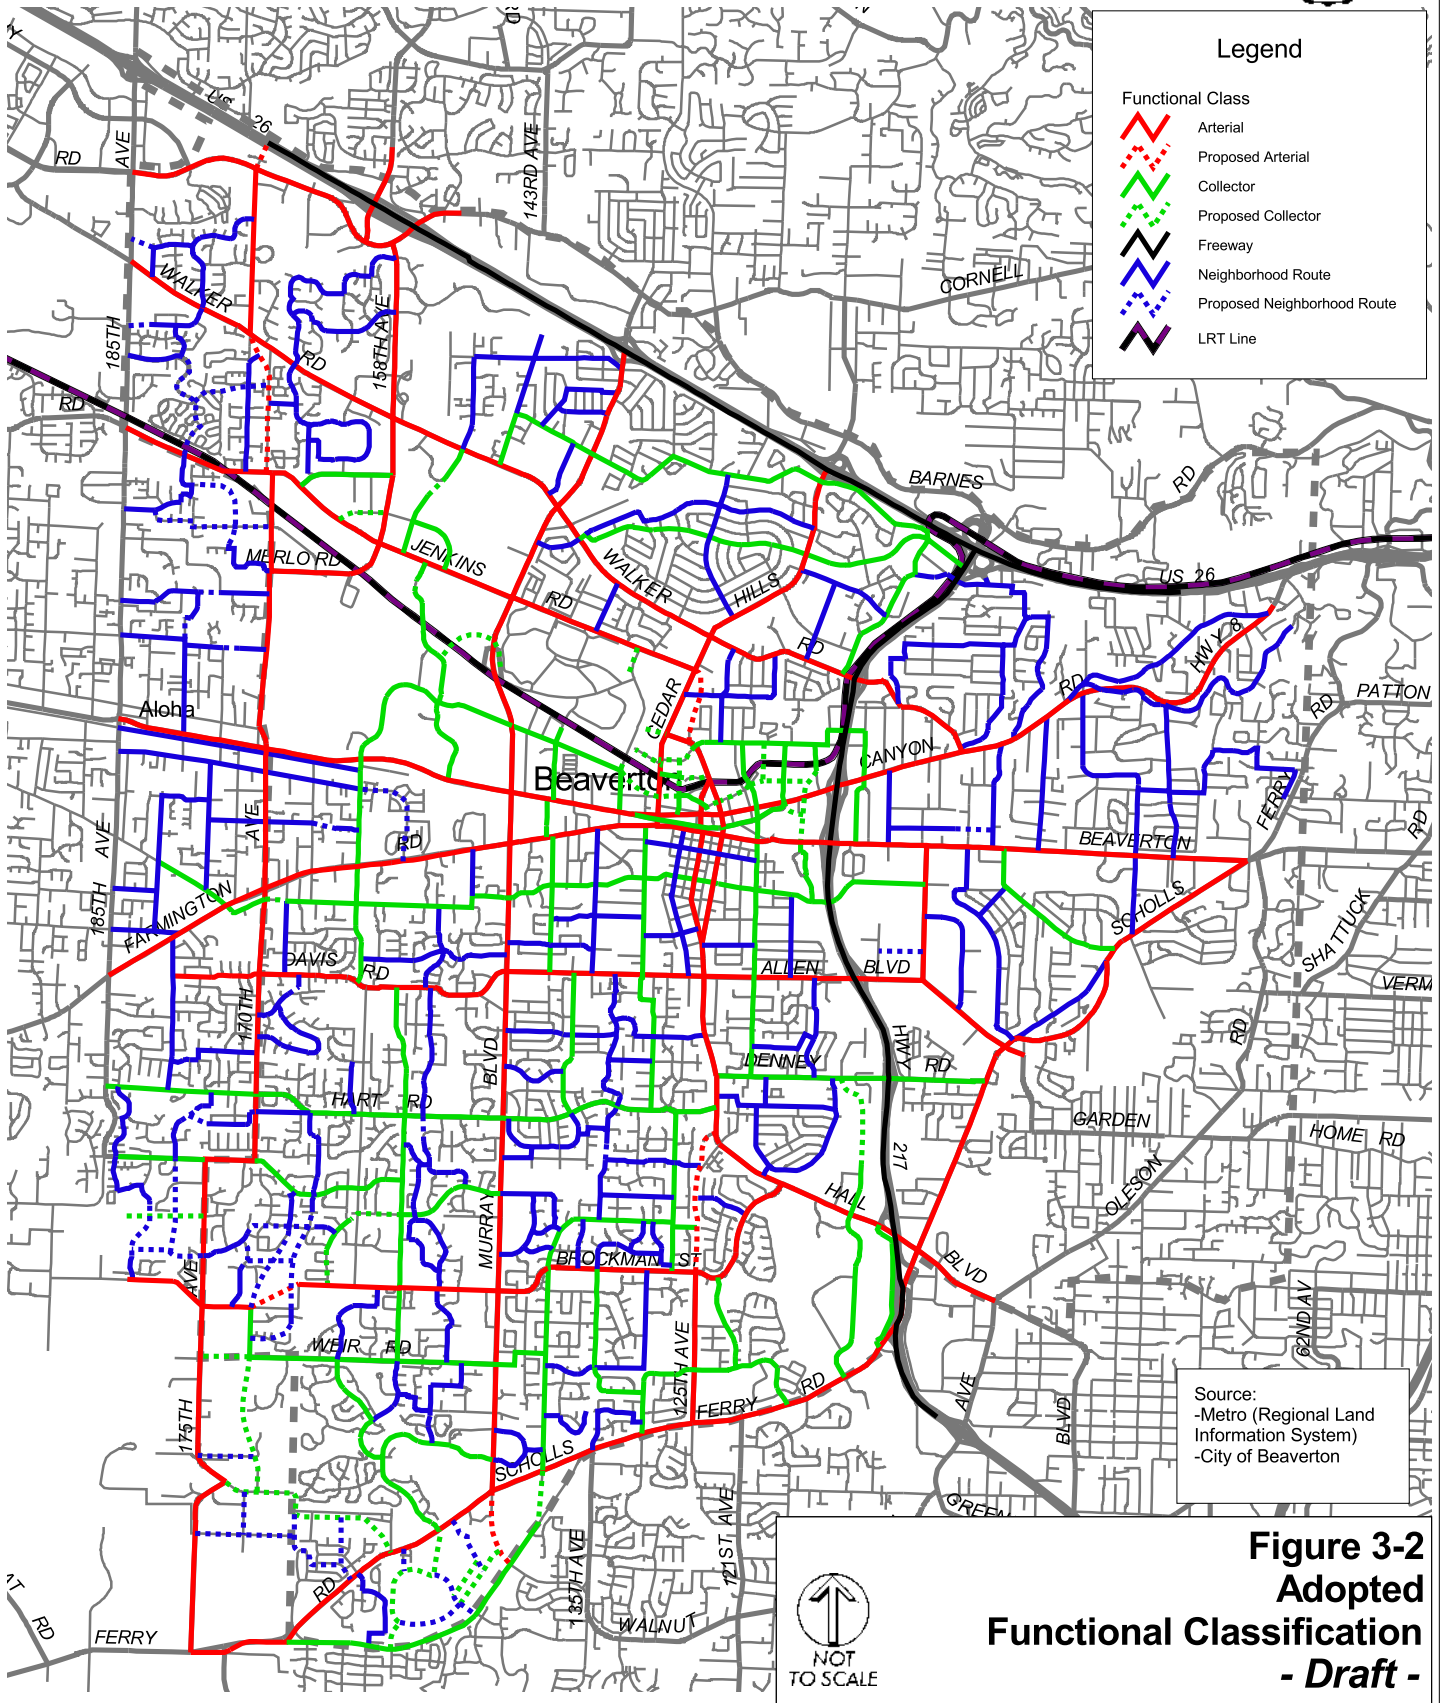 Legend
Functional Class
Arterial
Proposed Arterial
Collector
Proposed Collector
Freeway
Neighborhood Route
Proposed Neighborhood Route
LRT Line
RD
US 26
RD
AVE
143RD AVE
CORNELL
WALKER
185TH
158TH AVE
RD
RD
BARNES
RD
MERLO RD
JENKINS
WALKER
RD
HILLS
US 26
HWY 8
RD
RD
PATTON
RD
Aloha
CEDAR
CANYON
FERRY
AVE
AVE
RD
BEAVERTON
RD
185TH
FARMINGTON
SCHOLLS
SHATTUCK
DAVIS
RD
ALLEN
BLVD
VERM
170TH
BLVD
HWY
RD
DENNEY
RD
HART
RD
GARDEN
HOME RD
217
OLESON
HALL
MURRAY
BROCKMAN
ST
BLVD
AVE
62ND AV
WEIR
RD
125TH AVE
175TH
FERRY
RD
AVE
BLVD
SCHOLLS
GREEN
121ST. AVE
135TH AVE
RD
WALNUT
RD
FERRY
Source:
-Metro (Regional Land
Information System)
-City of Beaverton
NOT
TO SCALE
Figure 3-2
Adopted
Functional Classification
- Draft -